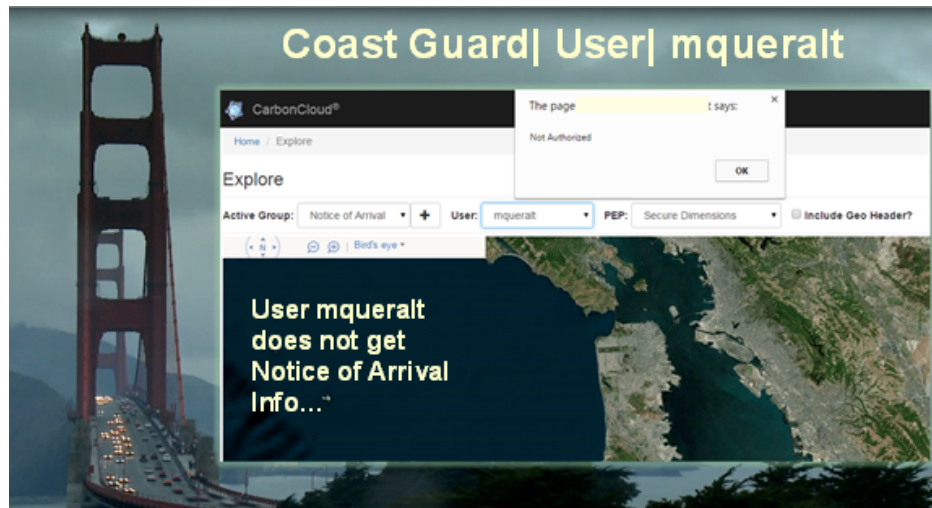 Coast Guard| User| mqueralt
CarbonCloud®
The page t says:
×
Home / Explore
Not Authorized
OK
Explore
Active Group: Notice of Arrival + User: mqueralt PEP: Secure Dimensions Include Geo Header?
N Bird's eye
User mqueralt
does not get
Notice of Arrival
Info...